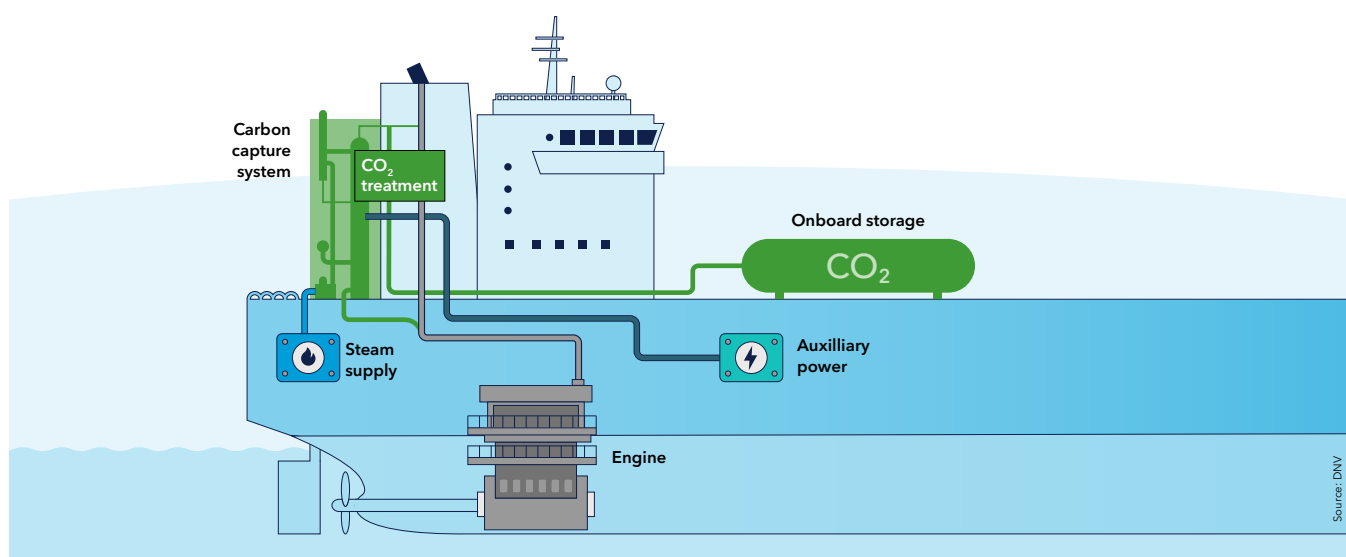 Carbon
capture
system
CO₂
treatment
Onboard storage
CO₂
Steam
supply
Auxilliary
power
Engine
Source: DNV